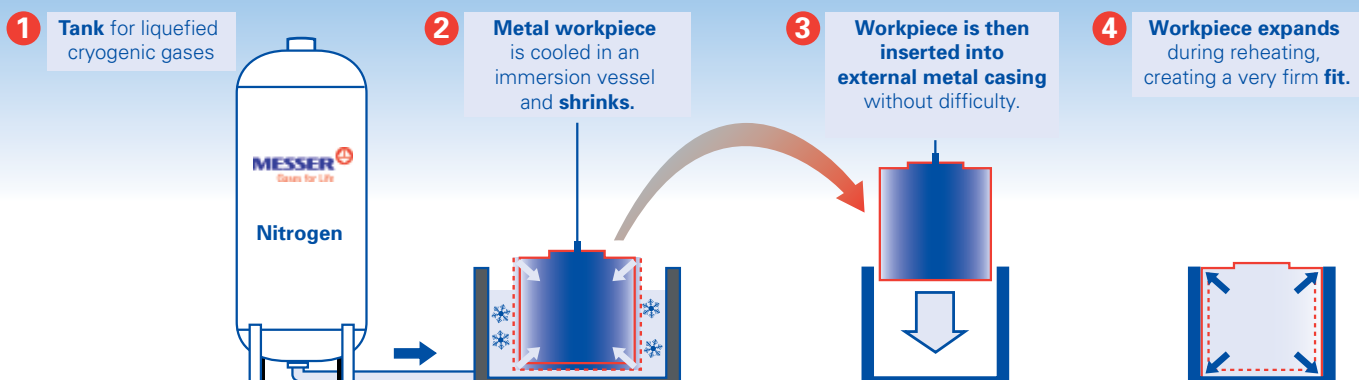 1
Tank for liquefied
cryogenic gases
2
Metal workpiece
is cooled in an
immersion vessel
and shrinks.
3
Workpiece is then
inserted into
external metal casing
without difficulty.
4
Workpiece expands
during reheating,
creating a very firm fit.
MESSER
Gases for Life
Nitrogen